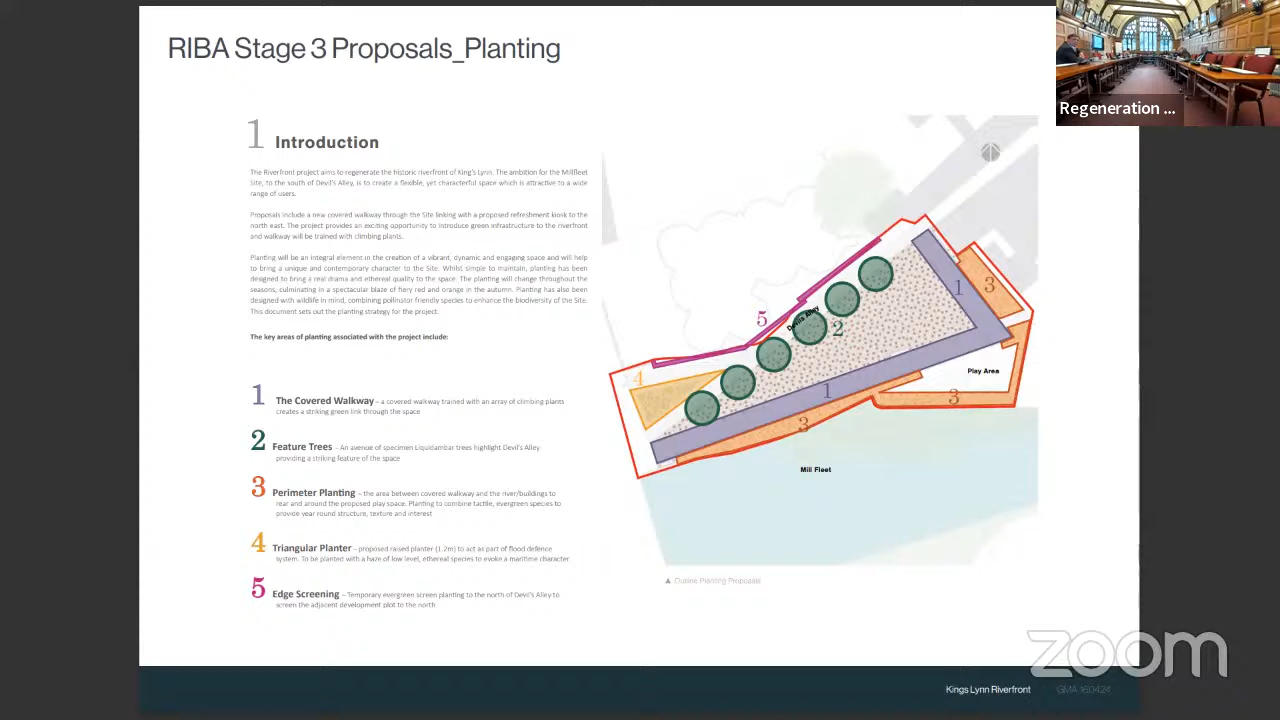 RIBA Stage 3 Proposals_Planting
Regeneration ...
1 Introduction
The Riverfront project aims to regenerate the historic riverfront of King's Lynn. The ambition for the Millfleet
Site, to the south of Devil's Alley, is to create a flexible, yet characterful space which is attractive to a wide
range of users.
Proposals include a new covered walkway through the Site linking with a proposed refreshment kiosk to the
north east. The project provides an exciting opportunity to introduce green infrastructure to the riverfront
and walkway will be trained with climbing plants.
Planting will be an integral element in the creation of a vibrant, dynamic and engaging space and will help
to bring a unique and contemporary character to the Site. Whilst simple to maintain, planting has been
designed to bring a real drama and ethereal quality to the space. The planting will change throughout the
seasons, culminating in a spectacular blaze of fiery red and orange in the autumn. Planting has also been
designed with wildlife in mind, combining pollinator friendly species to enhance the biodiversity of the Site.
This document sets out the planting strategy for the project.
The key areas of planting associated with the project include:
1 The Covered Walkway – a covered walkway trained with an array of climbing plants
creates a striking green link through the space
2 Feature Trees – An avenue of specimen Liquidambar trees highlight Devil's Alley
providing a striking feature of the space
3 Perimeter Planting – the area between covered walkway and the river/buildings to
rear and around the proposed play space. Planting to combine tactile, evergreen species to
provide year round structure, texture and interest
4 Triangular Planter – proposed raised planter (1.2m) to act as part of flood defence
system. To be planted with a haze of low level, ethereal species to evoke a maritime character
5 Edge Screening – Temporary evergreen screen planting to the north of Devil's Alley to
screen the adjacent development plot to the north
1
3
5
Devils Alley
2
4
Play Area
1
3
3
Mill Fleet
▲ Outline Planting Proposals
zoom
Kings Lynn Riverfront
GMA 160424